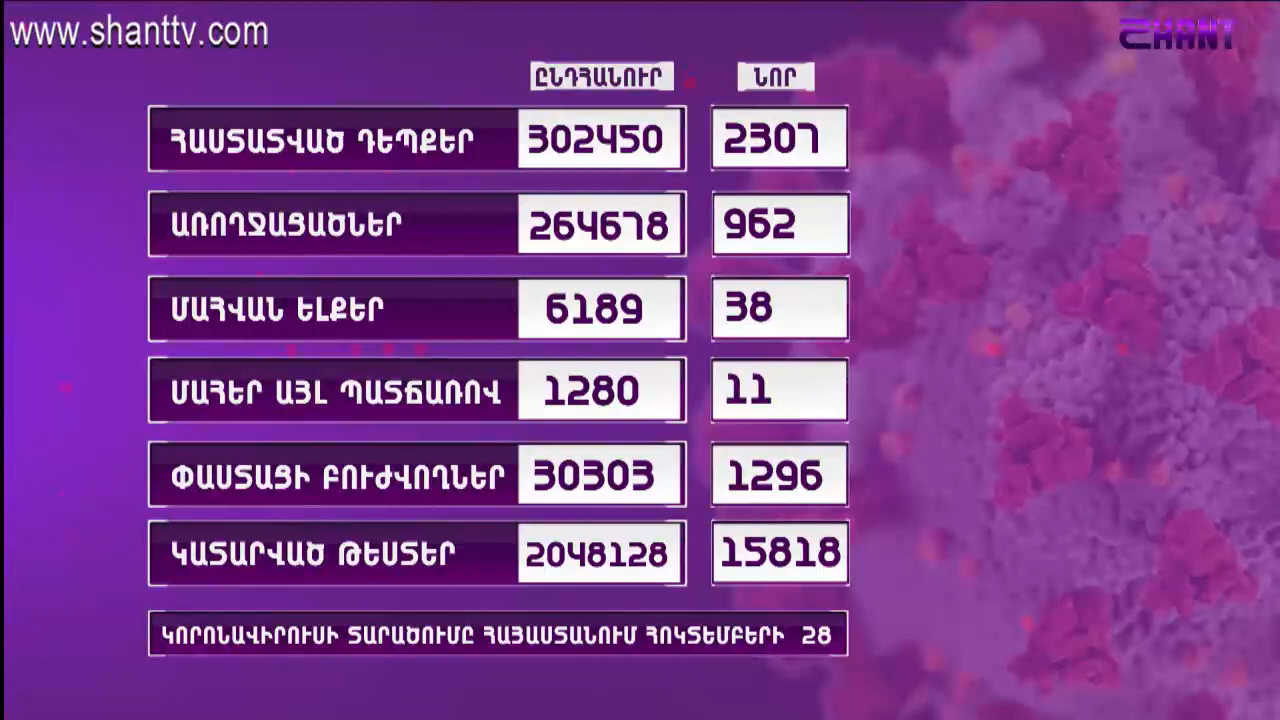 www.shanttv.com
SHANT
ԸՆԴՀԱՆՈՒՐ ՆՈՐ
ՀԱՍՏԱՏՎԱԾ ԴԵՊՔԵՐ 302450 2307
ԱՌՈՂՋԱՑԱԾՆԵՐ 264678 962
ՄԱՀՎԱՆ ԵԼՔԵՐ 6189 38
ՄԱՀԵՐ ԱՅԼ ՊԱՏՃԱՌՈՎ 1280 11
ՓԱՍՏԱՑԻ ԲՈՒԺՎՈՂՆԵՐ 30303 1296
ԿԱՏԱՐՎԱԾ ԹԵՍՏԵՐ 2048128 15818
ԿՈՐՈՆԱՎԻՐՈՒՍԻ ՏԱՐԱԾՈՒՄԸ ՀԱՅԱՍՏԱՆՈՒՄ ՀՈԿՏԵՄԲԵՐԻ 28